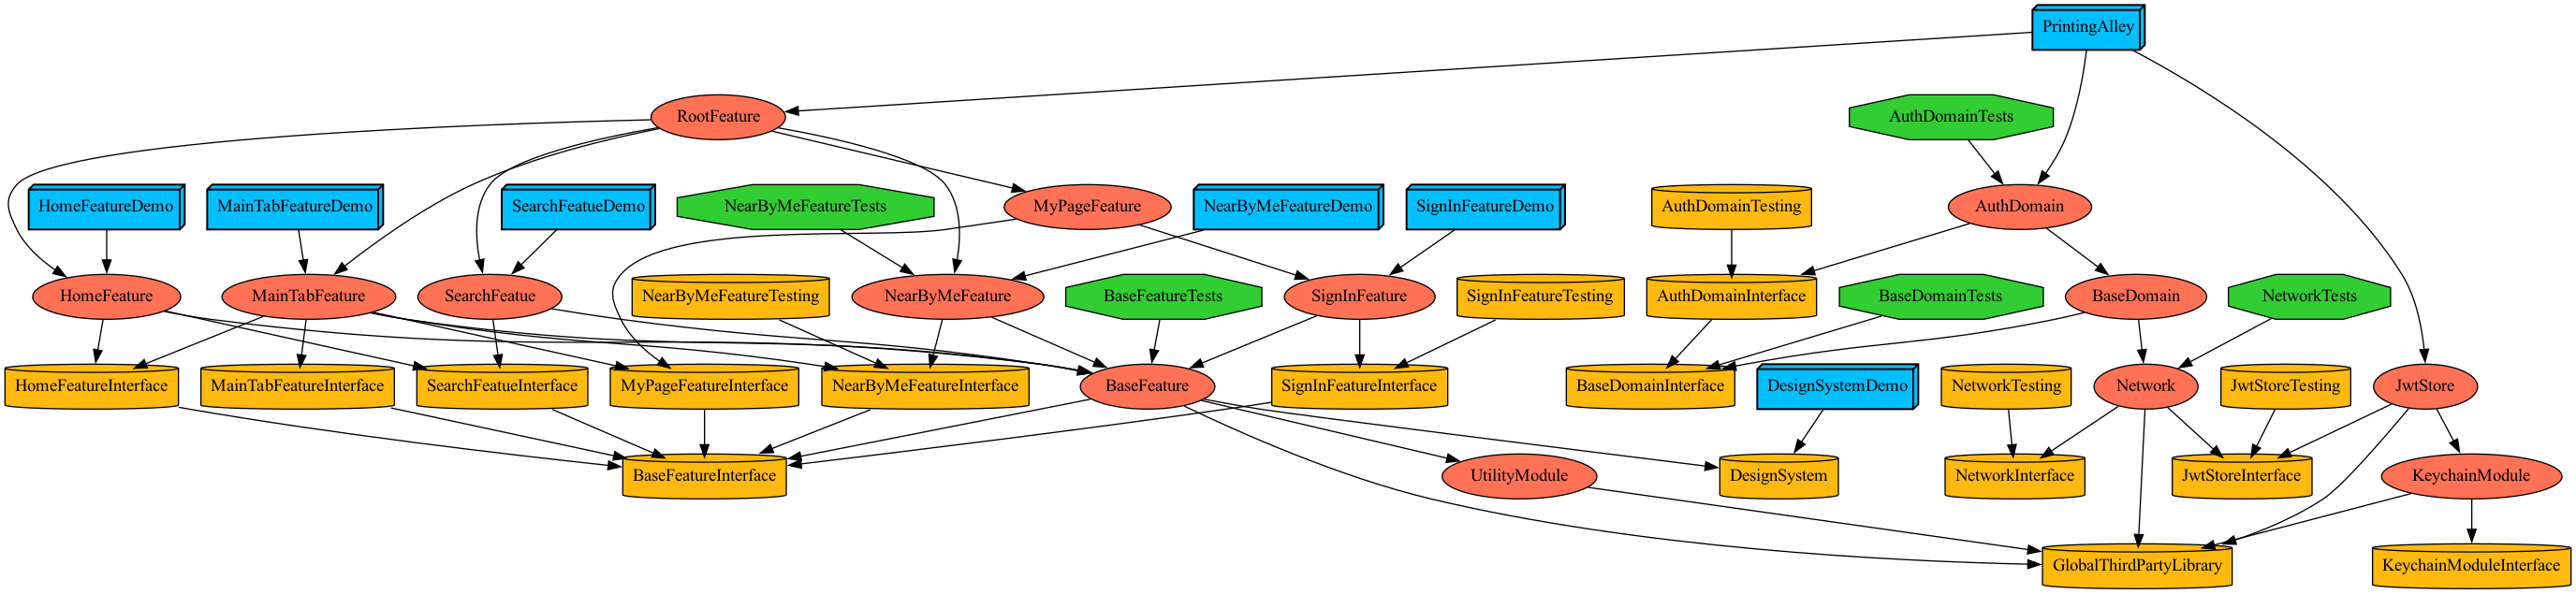 PrintingAlley
RootFeature
AuthDomainTests
HomeFeatureDemo
MainTabFeatureDemo
SearchFeatueDemo
NearByMeFeatureTests
MyPageFeature
NearByMeFeatureDemo
SignInFeatureDemo
AuthDomainTesting
AuthDomain
HomeFeature
MainTabFeature
SearchFeatue
NearByMeFeatureTesting
NearByMeFeature
BaseFeatureTests
SignInFeature
SignInFeatureTesting
AuthDomainInterface
BaseDomainTests
BaseDomain
NetworkTests
HomeFeatureInterface
MainTabFeatureInterface
SearchFeatueInterface
MyPageFeatureInterface
NearByMeFeatureInterface
BaseFeature
SignInFeatureInterface
BaseDomainInterface
DesignSystemDemo
NetworkTesting
Network
JwtStoreTesting
JwtStore
BaseFeatureInterface
UtilityModule
DesignSystem
NetworkInterface
JwtStoreInterface
KeychainModule
GlobalThirdPartyLibrary
KeychainModuleInterface